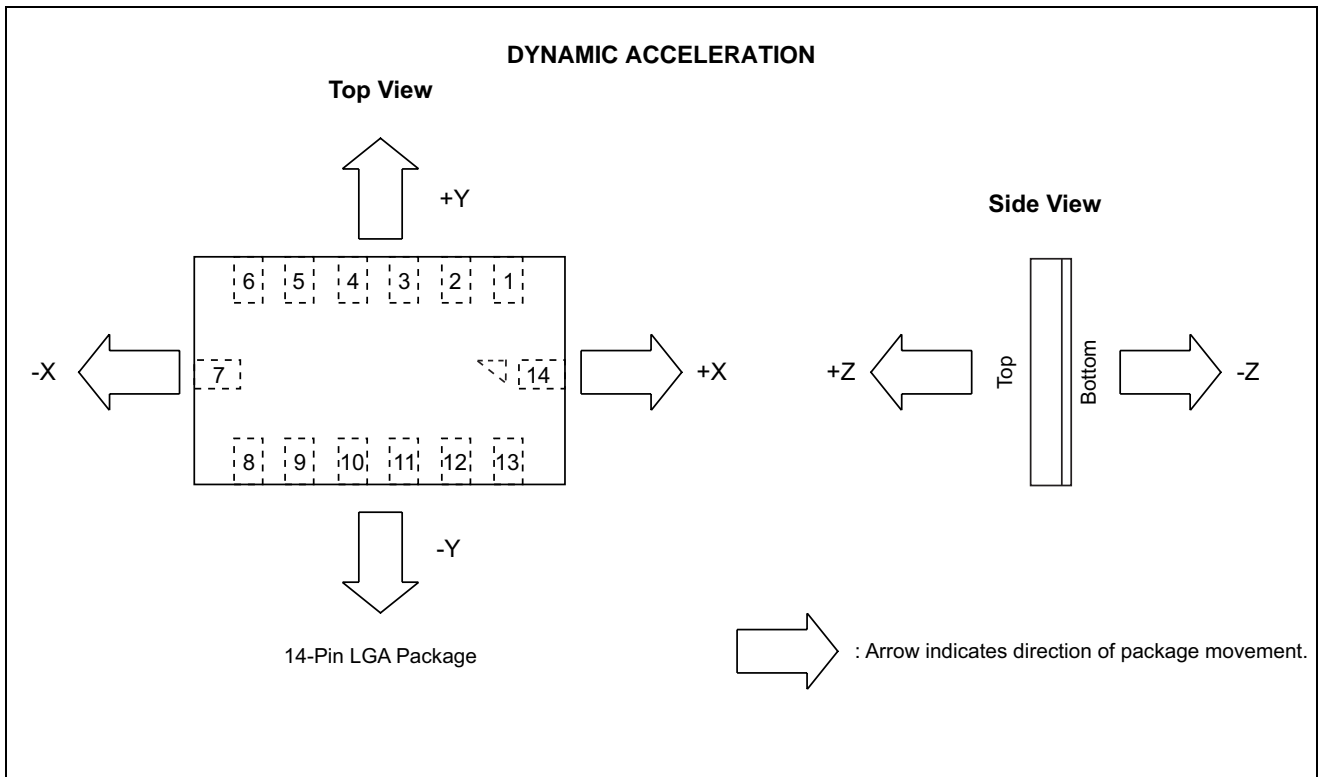 DYNAMIC ACCELERATION
Top View
+Y
Side View
6 5 4 3 2 1
-X 7 14 +X
+Z Top Bottom -Z
8 9 10 11 12 13
-Y
14-Pin LGA Package
: Arrow indicates direction of package movement.